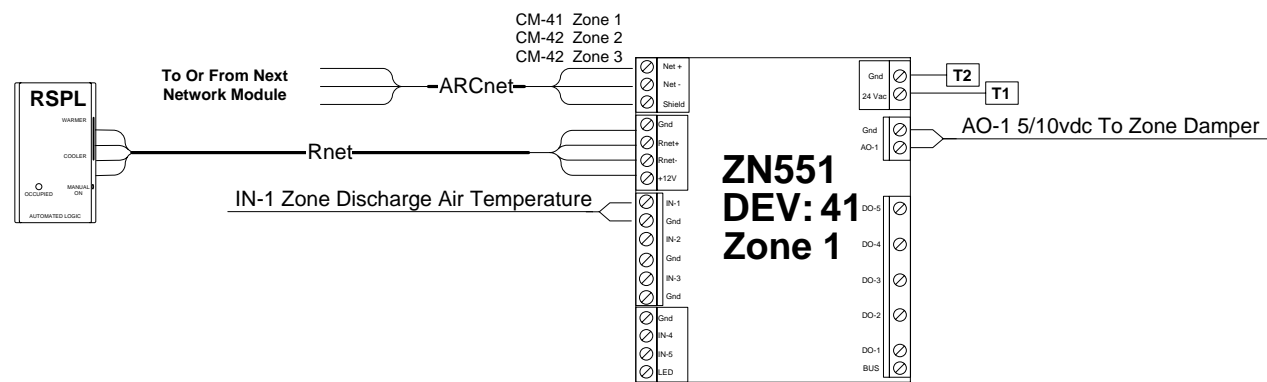 CM-41 Zone 1
CM-42 Zone 2
CM-42 Zone 3
To Or From Next
Network Module
ARCnet
RSPL
WARMER
COOLER
OCCUPIED
MANUAL
ON
AUTOMATED LOGIC
Rnet
IN-1 Zone Discharge Air Temperature
Net +
Net -
Shield
Gnd
Rnet+
Rnet-
+12V
IN-1
Gnd
IN-2
Gnd
IN-3
Gnd
Gnd
IN-4
IN-5
LED
ZN551
DEV: 41
Zone 1
Gnd
24 Vac
T2
T1
Gnd
AO-1
AO-1 5/10vdc To Zone Damper
DO-5
DO-4
DO-3
DO-2
DO-1
BUS